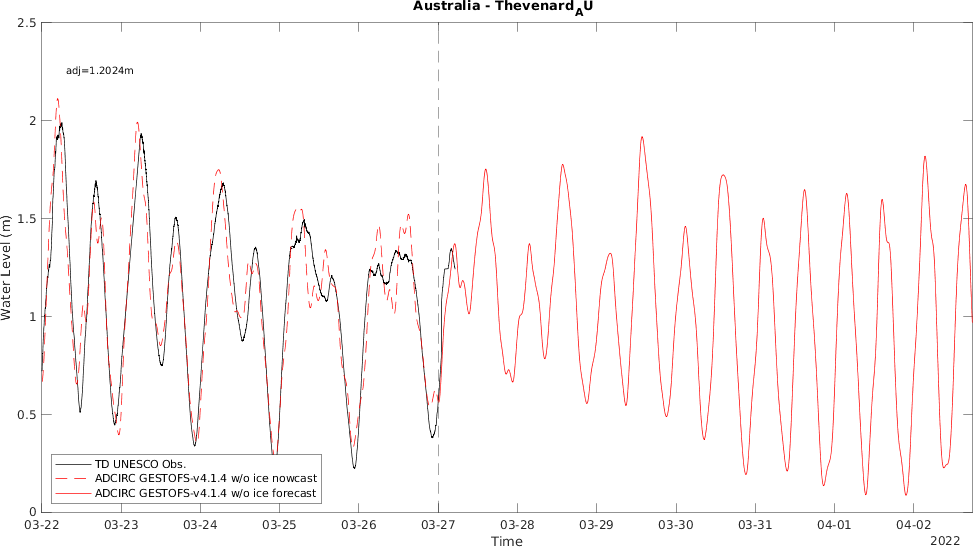 Australia - Thevenard_AU
adj=1.2024m
Water Level (m)
2.5
2
1.5
1
0.5
0
TD UNESCO Obs.
ADCIRC GESTOFS-v4.1.4 w/o ice nowcast
ADCIRC GESTOFS-v4.1.4 w/o ice forecast
03-22 03-23 03-24 03-25 03-26 03-27 03-28 03-29 03-30 03-31 04-01 04-02
Time
2022